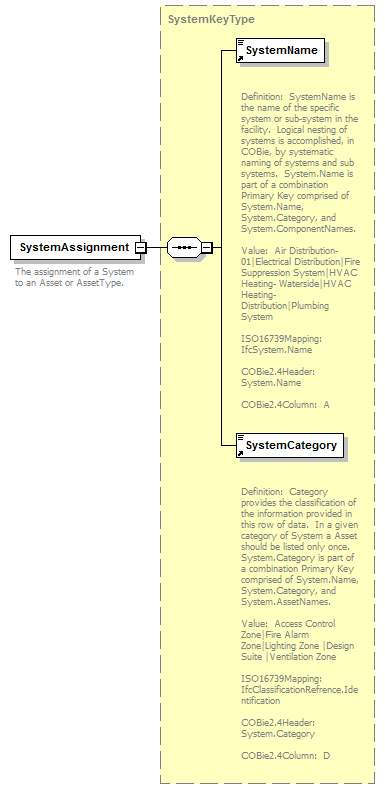 SystemKeyType
SystemName
Definition:  SystemName is
the name of the specific
system or sub-system in the
facility.  Logical nesting of
systems is accomplished, in
COBie, by systematic
naming of systems and sub
systems.  System.Name is
part of a combination
Primary Key comprised of
System.Name,
System.Category, and
System.ComponentNames.
Value:  Air Distribution-
01|Electrical Distribution|Fire
Suppression System|HVAC
Heating- Waterside|HVAC
Heating-
Distribution|Plumbing
System
ISO16739Mapping:
IfcSystem.Name
COBie2.4Header:
System.Name
COBie2.4Column:  A
SystemAssignment
The assignment of a System
to an Asset or AssetType.
SystemCategory
Definition:  Category
provides the classification of
the information provided in
this row of data.  In a given
category of System a Asset
should be listed only once.
System.Category is part of
a combination Primary Key
comprised of System.Name,
System.Category, and
System.AssetNames.
Value:  Access Control
Zone|Fire Alarm
Zone|Lighting Zone |Design
Suite |Ventilation Zone
ISO16739Mapping:
IfcClassificationRefrence.Ide
ntification
COBie2.4Header:
System.Category
COBie2.4Column:  D